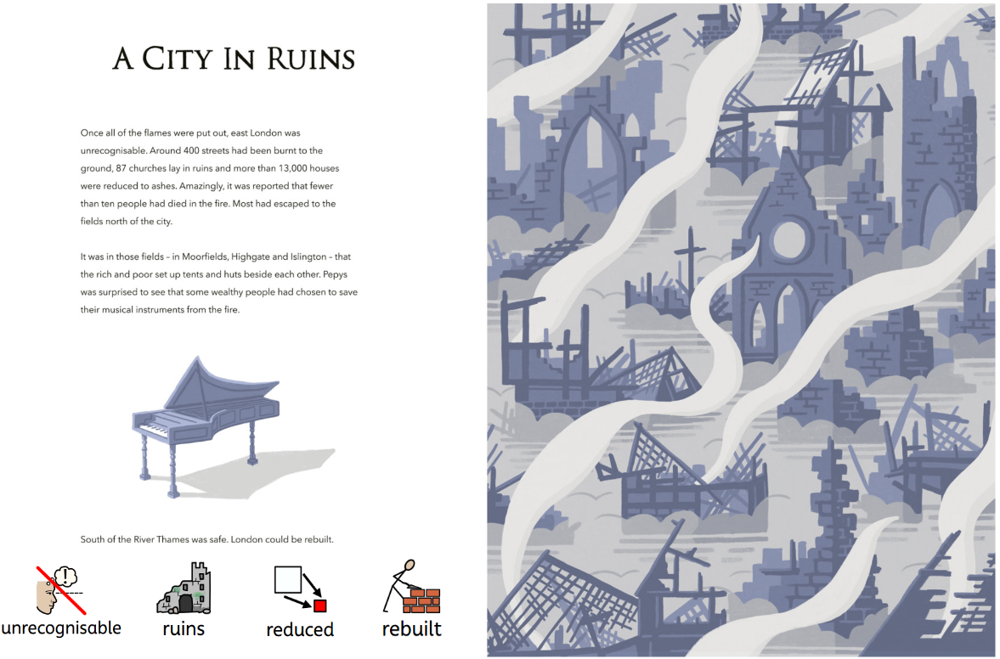 A CITY IN RUINS
Once all of the flames were put out, east London was
unrecognisable. Around 400 streets had been burnt to the
ground, 87 churches lay in ruins and more than 13,000 houses
were reduced to ashes. Amazingly, it was reported that fewer
than ten people had died in the fire. Most had escaped to the
fields north of the city.
It was in those fields – in Moorfields, Highgate and Islington – that
the rich and poor set up tents and huts beside each other. Pepys
was surprised to see that some wealthy people had chosen to save
their musical instruments from the fire.
South of the River Thames was safe. London could be rebuilt.
unrecognisable
ruins
reduced
rebuilt